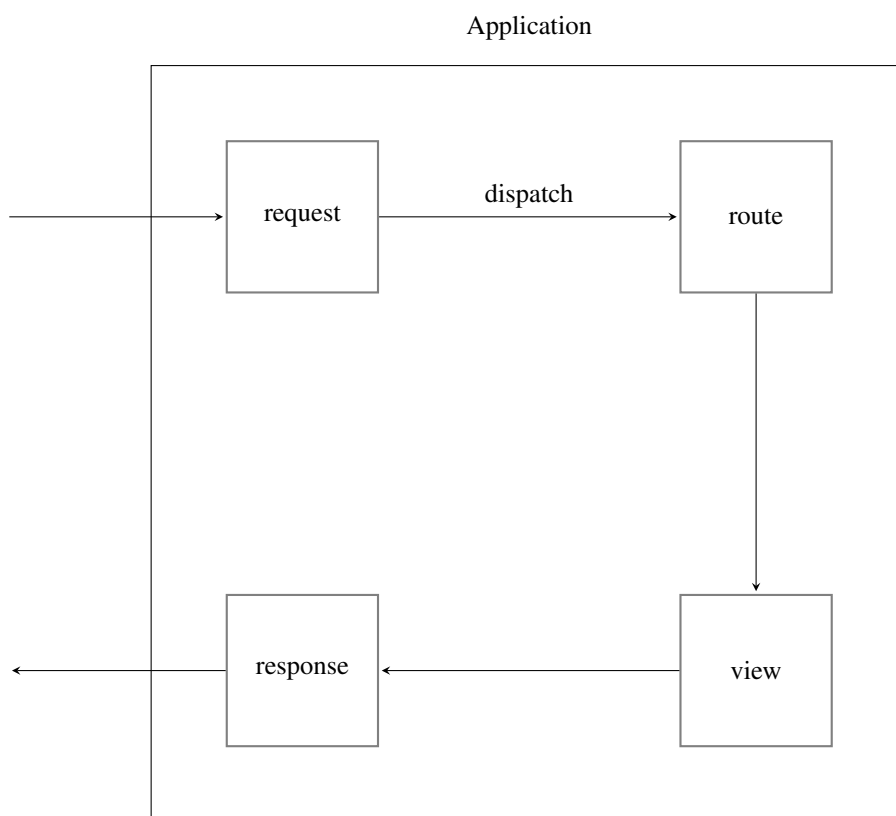 Application
request
dispatch
route
response
view